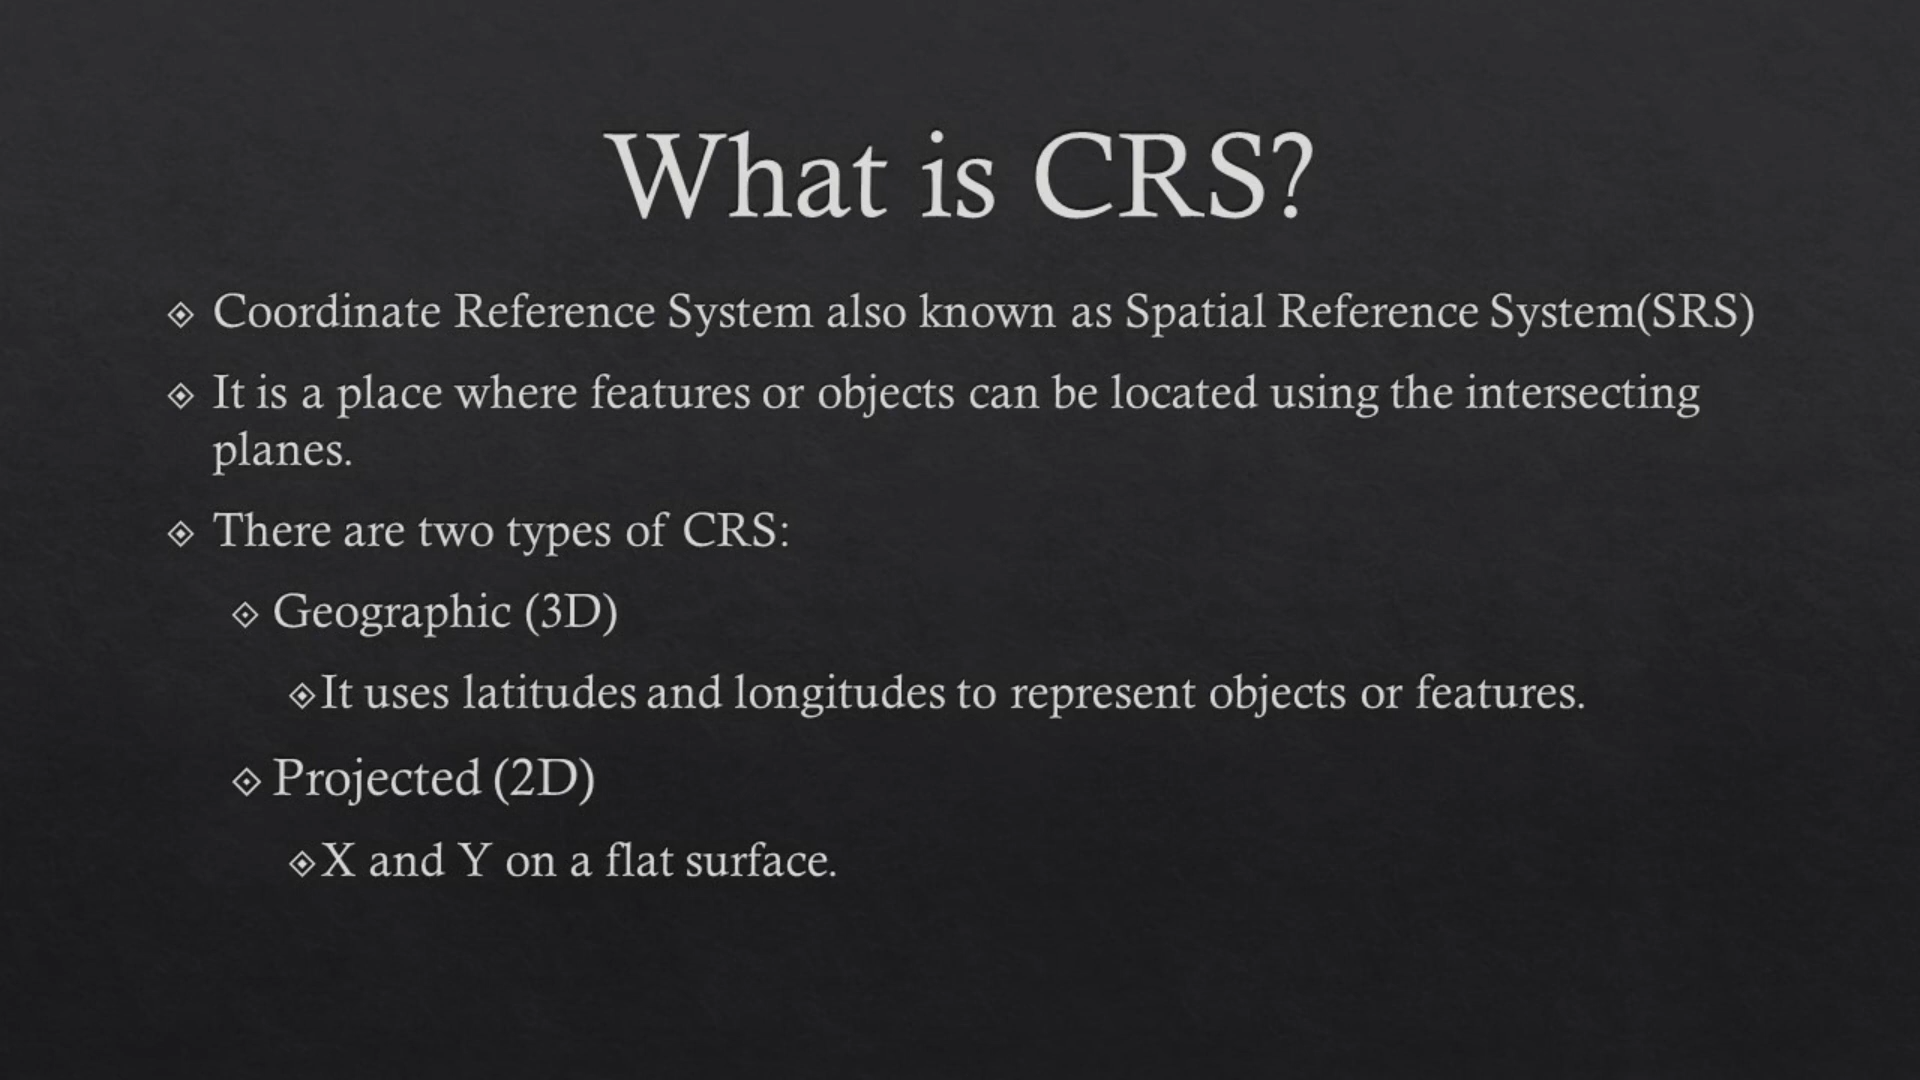 What is CRS?
Coordinate Reference System also known as Spatial Reference System(SRS)
It is a place where features or objects can be located using the intersecting
planes.
There are two types of CRS:
Geographic (3D)
It uses latitudes and longitudes to represent objects or features.
Projected (2D)
X and Y on a flat surface.